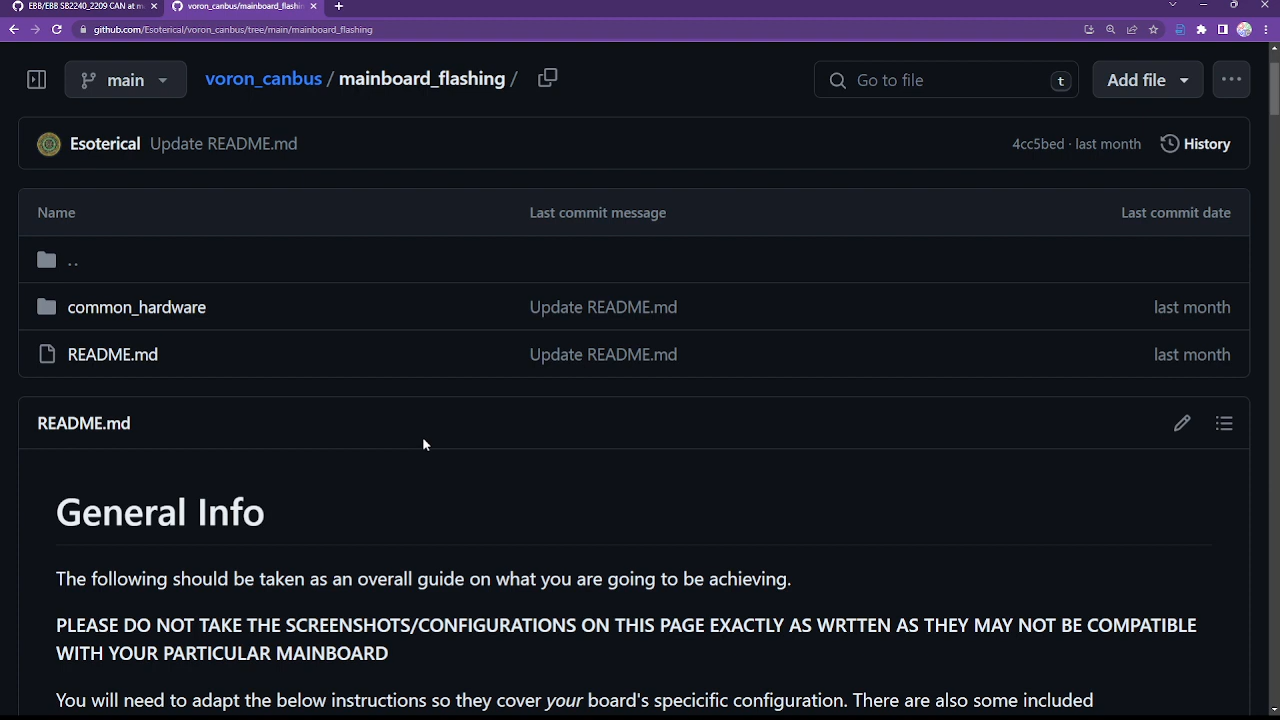 EBB/EBB SB2240_2209 CAN at m
voron_canbus/mainboard_flashin
github.com/Esoterical/voron_canbus/tree/main/mainboard_flashing
main
voron_canbus / mainboard_flashing /
Go to file
t
Add file
Esoterical Update README.md
4cc5bed · last month
History
Name
Last commit message
Last commit date
..
common_hardware
Update README.md
last month
README.md
Update README.md
last month
README.md
General Info
The following should be taken as an overall guide on what you are going to be achieving.
PLEASE DO NOT TAKE THE SCREENSHOTS/CONFIGURATIONS ON THIS PAGE EXACTLY AS WRTTEN AS THEY MAY NOT BE COMPATIBLE
WITH YOUR PARTICULAR MAINBOARD
You will need to adapt the below instructions so they cover your board's specicific configuration. There are also some included